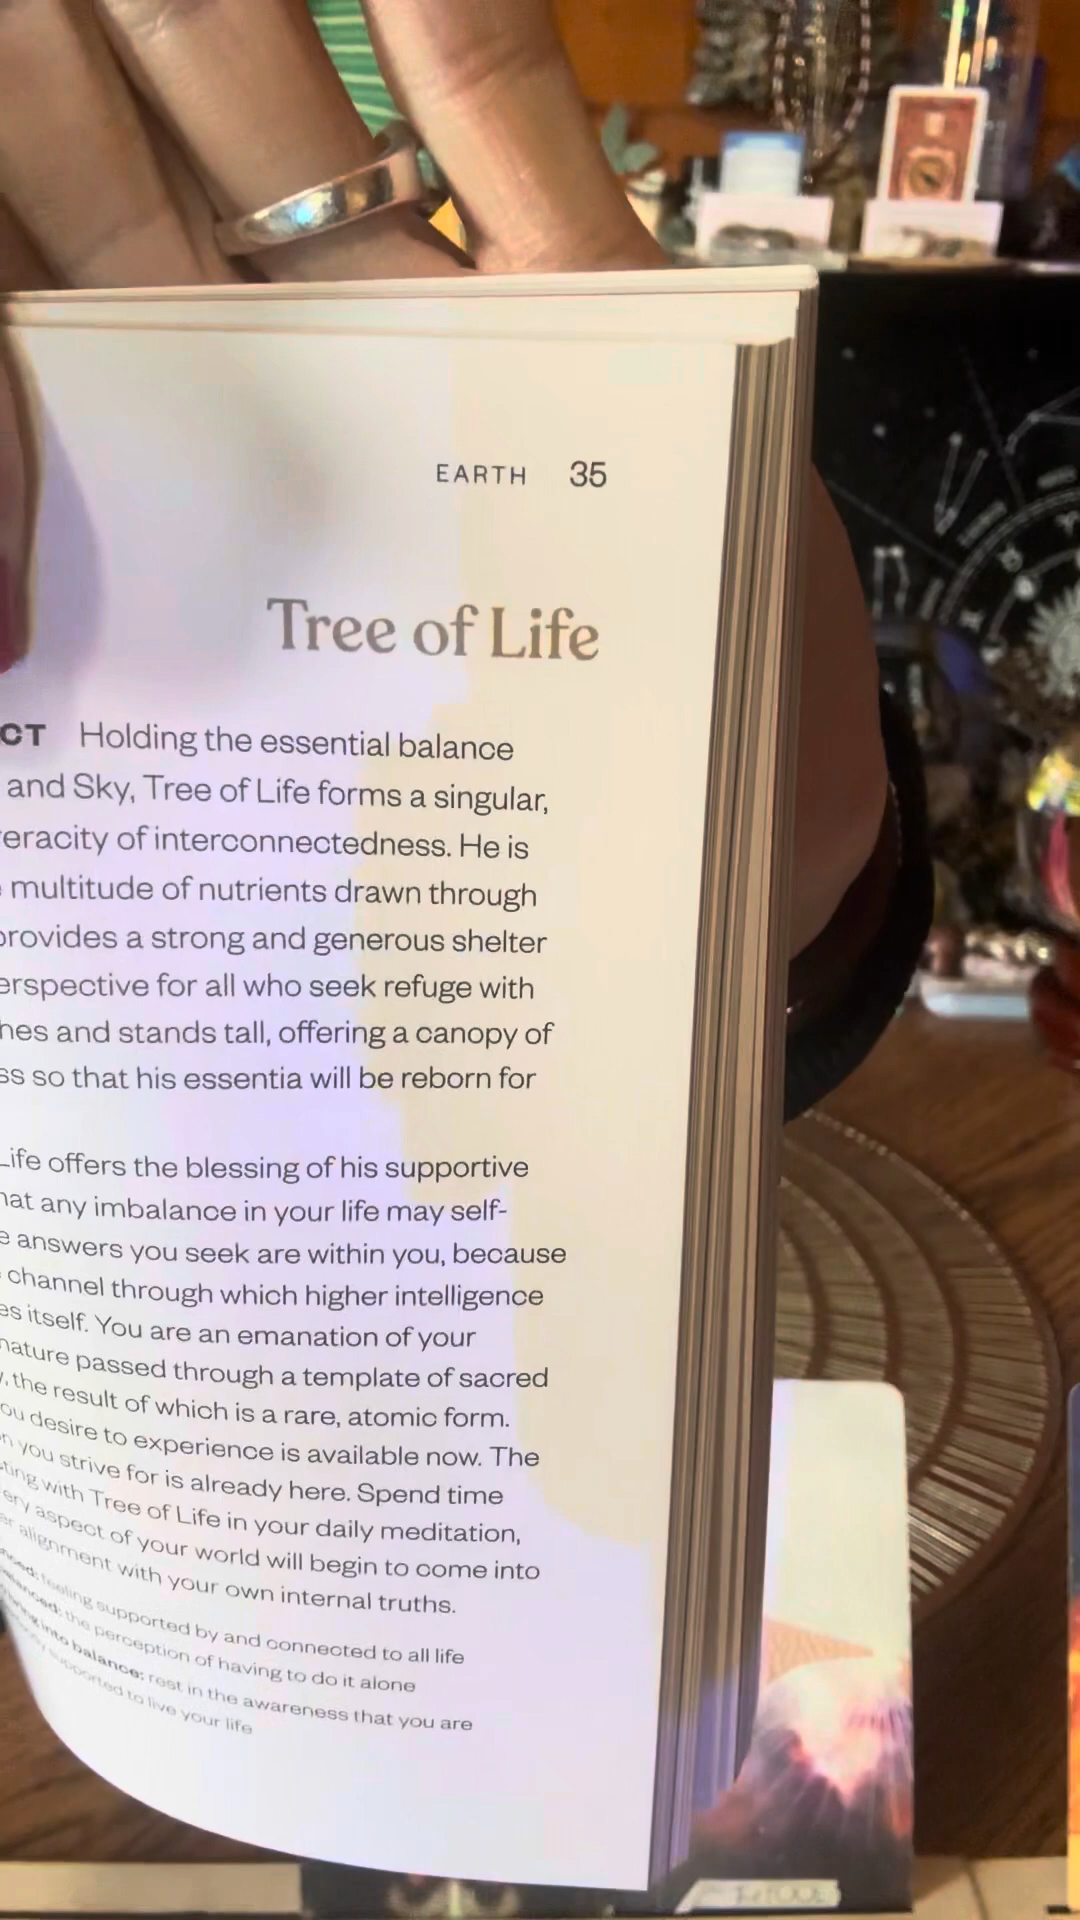 EARTH 35
Tree of Life
CT Holding the essential balance
and Sky, Tree of Life forms a singular,
eracity of interconnectedness. He is
multitude of nutrients drawn through
provides a strong and generous shelter
erspective for all who seek refuge with
hes and stands tall, offering a canopy of
ss so that his essentia will be reborn for
Life offers the blessing of his supportive
hat any imbalance in your life may self-
e answers you seek are within you, because
channel through which higher intelligence
es itself. You are an emanation of your
nature passed through a template of sacred
, the result of which is a rare, atomic form.
ou desire to experience is available now. The
n you strive for is already here. Spend time
ting with Tree of Life in your daily meditation,
ery aspect of your world will begin to come into
er alignment with your own internal truths.
feeling supported by and connected to all life
the perception of having to do it alone
into balance: rest in the awareness that you are
supported to live your life